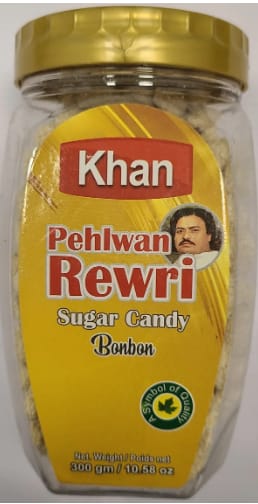 Khan
Pehlwan
Rewri
Sugar Candy
Bonbon
A Symbol of Quality
Net. Weight / Poids net
300 gm / 10.58 oz